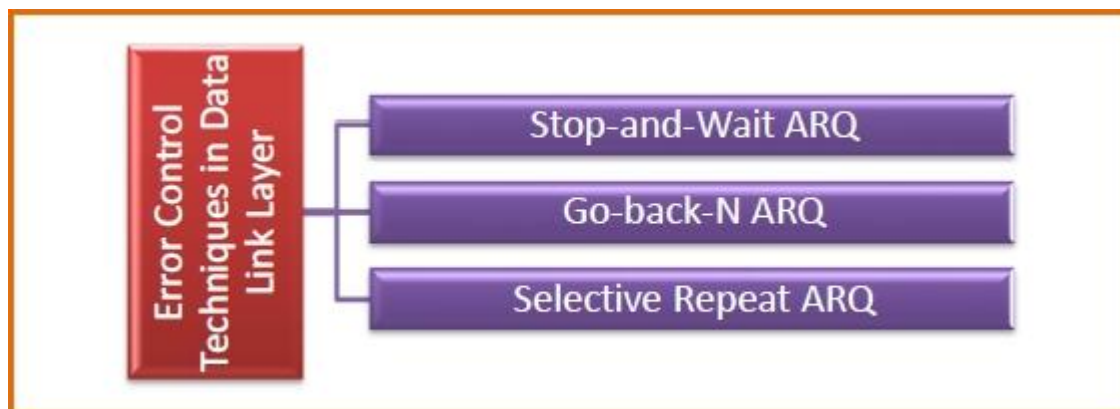 Error Control
Techniques in Data
Link Layer
Stop-and-Wait ARQ
Go-back-N ARQ
Selective Repeat ARQ